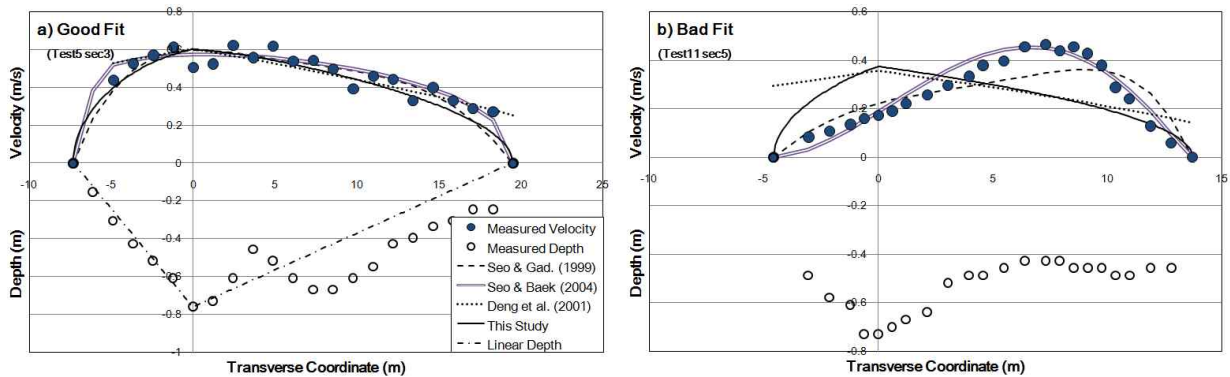 a) Good Fit
(Test5 sec3)
0.8
0.6
0.4
0.2
0
-0.2
-0.4
-0.6
-0.8
-1
-10
-5
0
5
10
15
20
25
Velocity (m/s)
Depth (m)
Transverse Coordinate (m)
Measured Velocity
Measured Depth
Seo & Gad. (1999)
Seo & Baek (2004)
Deng et al. (2001)
This Study
Linear Depth
b) Bad Fit
(Test11 sec5)
0.6
0.4
0.2
0
-0.2
-0.4
-0.6
-0.8
-10
-5
0
5
10
15
Velocity (m/s)
Depth (m)
Transverse Coordinate (m)